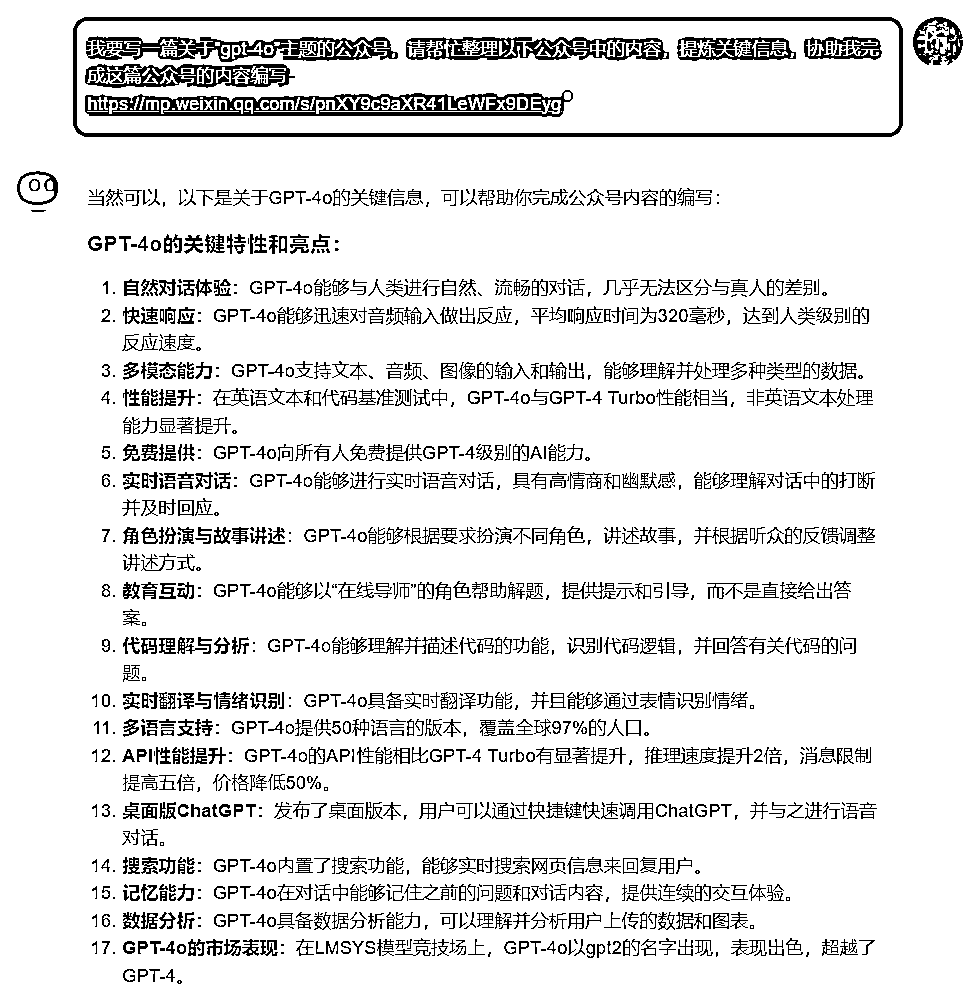 我要写一篇关于"gpt-4o"主题的公众号，请帮忙整理以下公众号中的内容，提炼关键信息，协助我完
成这篇公众号的内容编写-
https://mp.weixin.qq.com/s/pnXY9c9aXR41LeWFx9DEyg
当然可以，以下是关于GPT-4o的关键信息，可以帮助你完成公众号内容的编写：
GPT-4o的关键特性和亮点：
1. 自然对话体验：GPT-4o能够与人类进行自然、流畅的对话，几乎无法区分与真人的差别。
2. 快速响应：GPT-4o能够迅速对音频输入做出反应，平均响应时间为320毫秒，达到人类级别的
反应速度。
3. 多模态能力：GPT-4o支持文本、音频、图像的输入和输出，能够理解并处理多种类型的数据。
4. 性能提升：在英语文本和代码基准测试中，GPT-4o与GPT-4 Turbo性能相当，非英语文本处理
能力显著提升。
5. 免费提供：GPT-4o向所有人免费提供GPT-4级别的AI能力。
6. 实时语音对话：GPT-4o能够进行实时语音对话，具有高情商和幽默感，能够理解对话中的打断
并及时回应。
7. 角色扮演与故事讲述：GPT-4o能够根据要求扮演不同角色，讲述故事，并根据听众的反馈调整
讲述方式。
8. 教育互动：GPT-4o能够以“在线导师”的角色帮助解题，提供提示和引导，而不是直接给出答
案。
9. 代码理解与分析：GPT-4o能够理解并描述代码的功能，识别代码逻辑，并回答有关代码的问
题。
10. 实时翻译与情绪识别：GPT-4o具备实时翻译功能，并且能够通过表情识别情绪。
11. 多语言支持：GPT-4o提供50种语言的版本，覆盖全球97%的人口。
12. API性能提升：GPT-4o的API性能相比GPT-4 Turbo有显著提升，推理速度提升2倍，消息限制
提高五倍，价格降低50%。
13. 桌面版ChatGPT：发布了桌面版本，用户可以通过快捷键快速调用ChatGPT，并与之进行语音
对话。
14. 搜索功能：GPT-4o内置了搜索功能，能够实时搜索网页信息来回复用户。
15. 记忆能力：GPT-4o在对话中能够记住之前的问题和对话内容，提供连续的交互体验。
16. 数据分析：GPT-4o具备数据分析能力，可以理解并分析用户上传的数据和图表。
17. GPT-4o的市场表现：在LMSYS模型竞技场上，GPT-4o以gpt2的名字出现，表现出色，超越了
GPT-4。